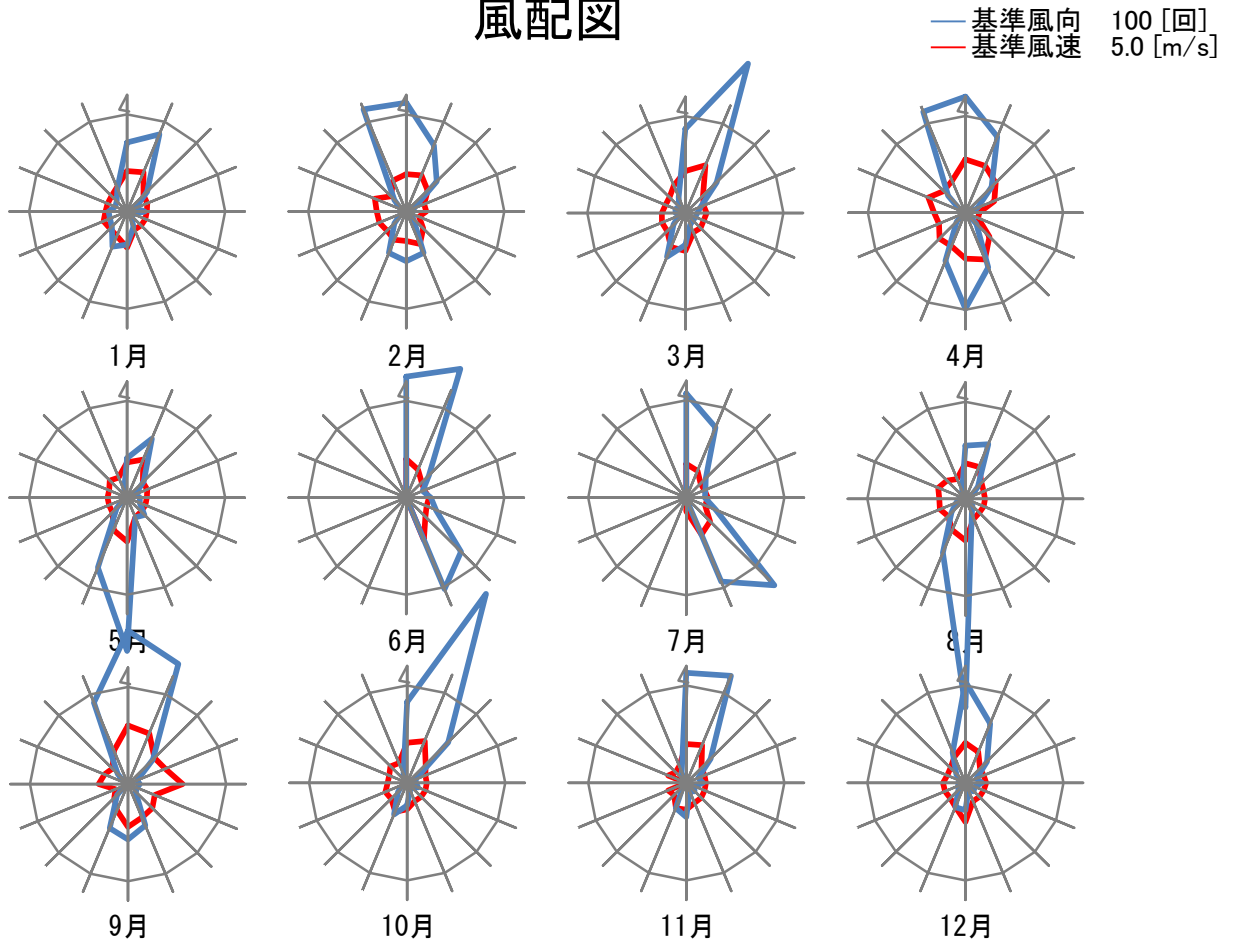 風配図
基準風向 100 [回]
基準風速 5.0 [m/s]
1月 2月 3月 4月
5月 6月 7月 8月
9月 10月 11月 12月